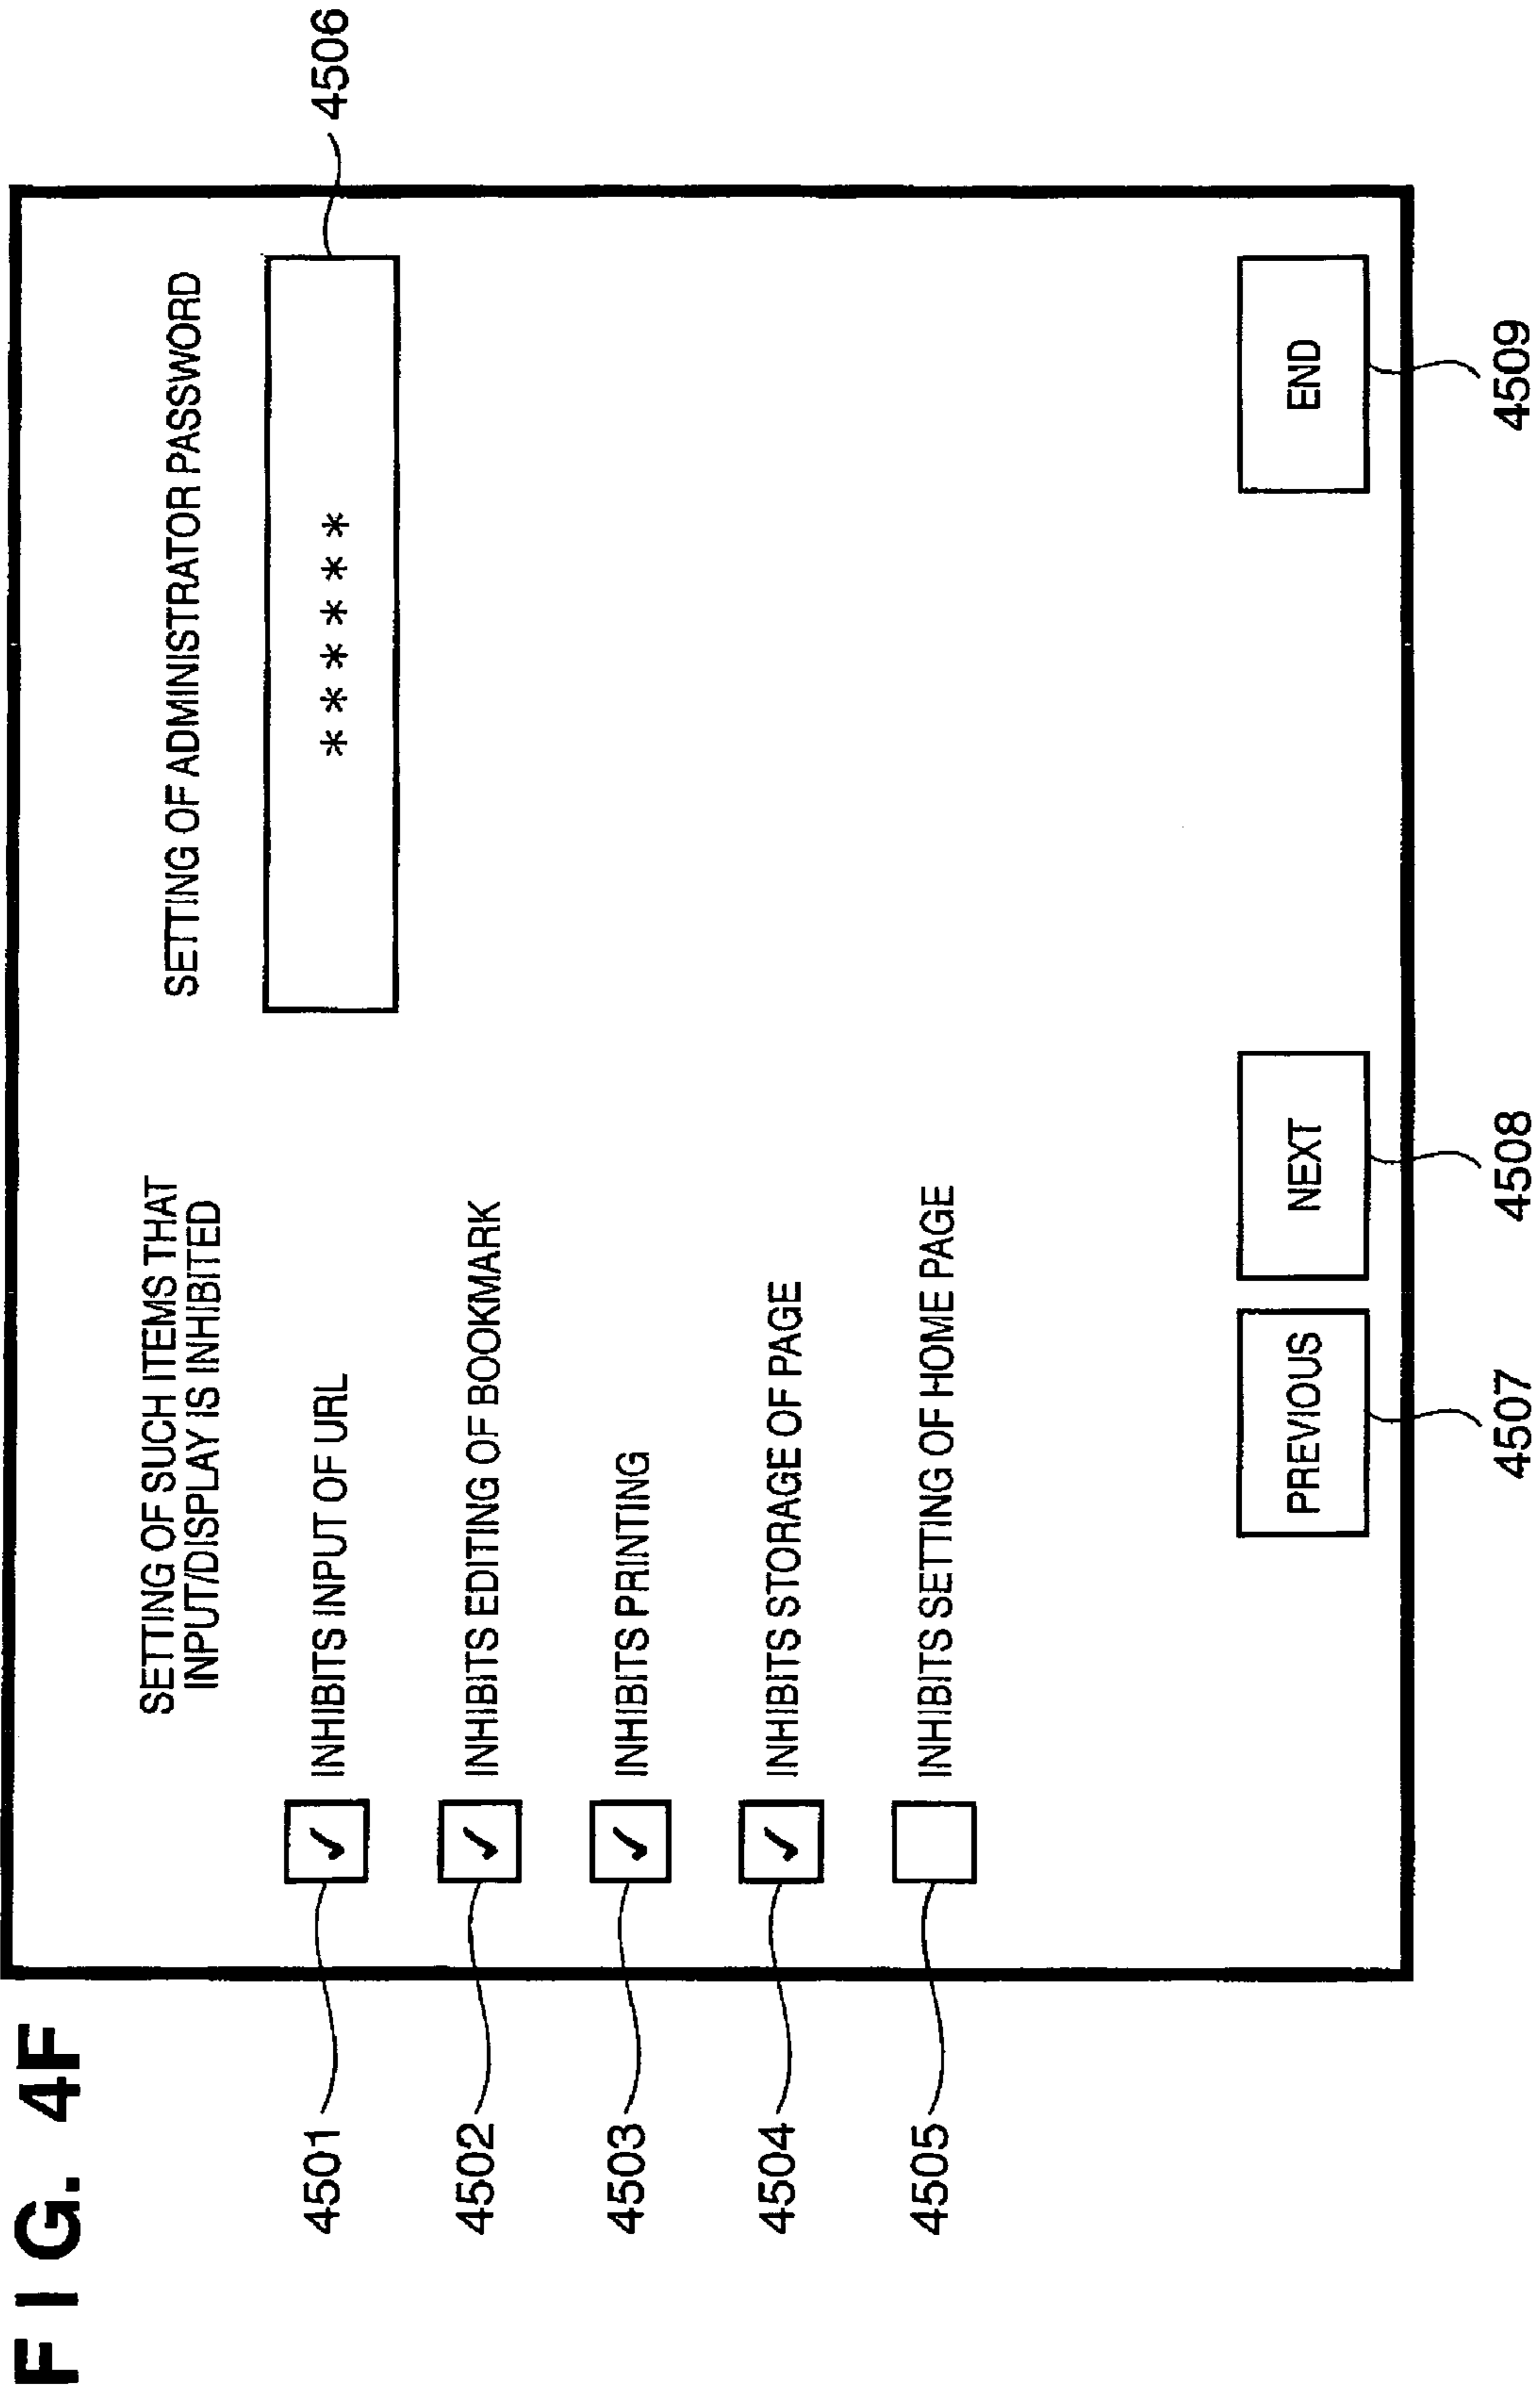 FIG. 4F
SETTING OF SUCH ITEMS THAT
INPUT/DISPLAY IS INHIBITED
4501
INHIBITS INPUT OF URL
4502
INHIBITS EDITING OF BOOKMARK
4503
INHIBITS PRINTING
4504
INHIBITS STORAGE OF PAGE
4505
INHIBITS SETTING OF HOME PAGE
SETTING OF ADMINISTRATOR PASSWORD
******
4506
PREVIOUS
NEXT
END
4507
4508
4509